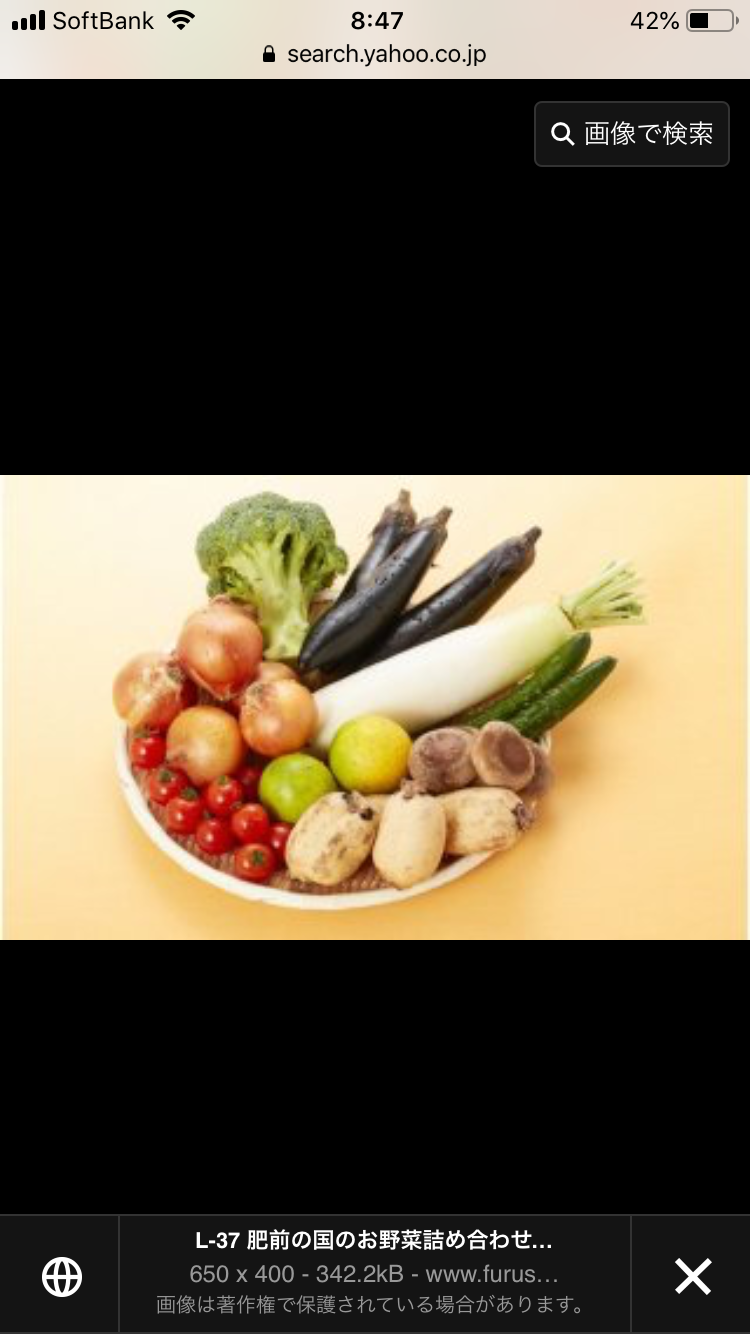 SoftBank 8:47 42%
search.yahoo.co.jp
画像で検索
L-37 肥前の国のお野菜詰め合わせ…
650 x 400 - 342.2kB - www.furus…
画像は著作権で保護されている場合があります。